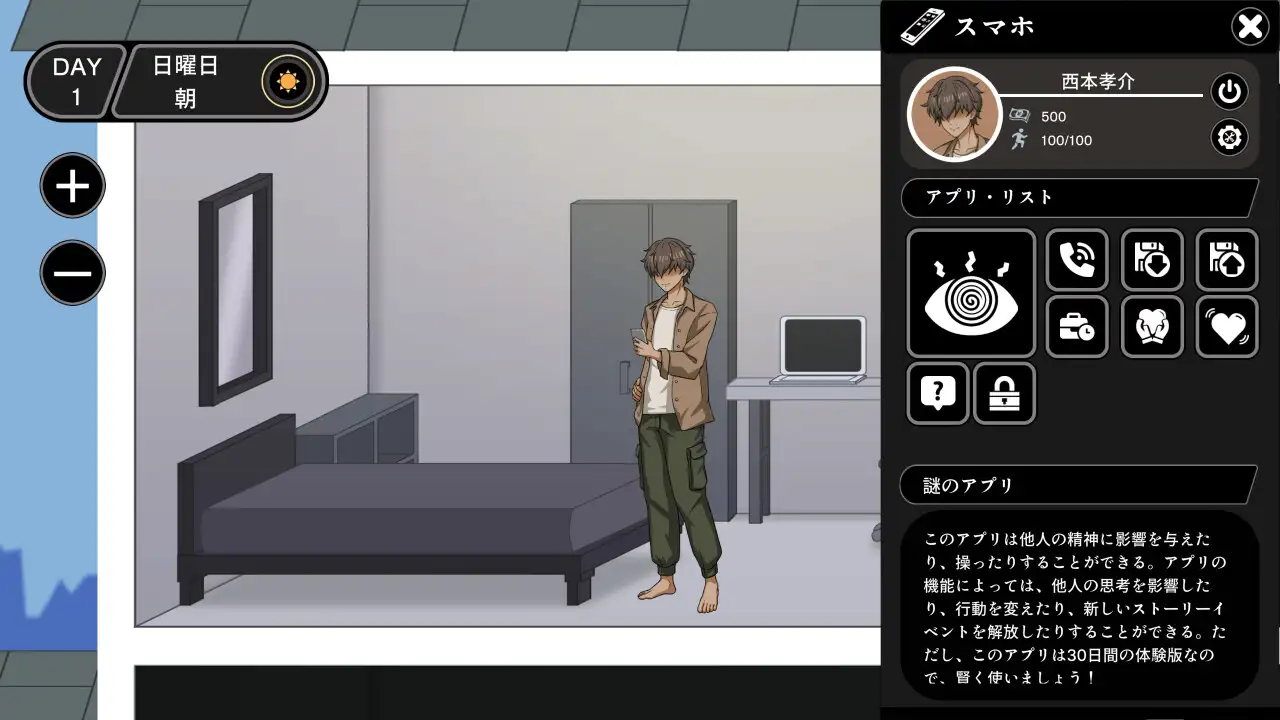 DAY
1
日曜日
朝
スマホ
西本孝介
500
100/100
アプリ・リスト
謎のアプリ
このアプリは他人の精神に影響を与えた
り、操ったりすることができる。アプリの
機能によっては、他人の思考を影響した
り、行動を変えたり、新しいストーリーイ
ベントを解放したりすることができる。た
だし、このアプリは30日間の体験版なの
で、賢く使いましょう！